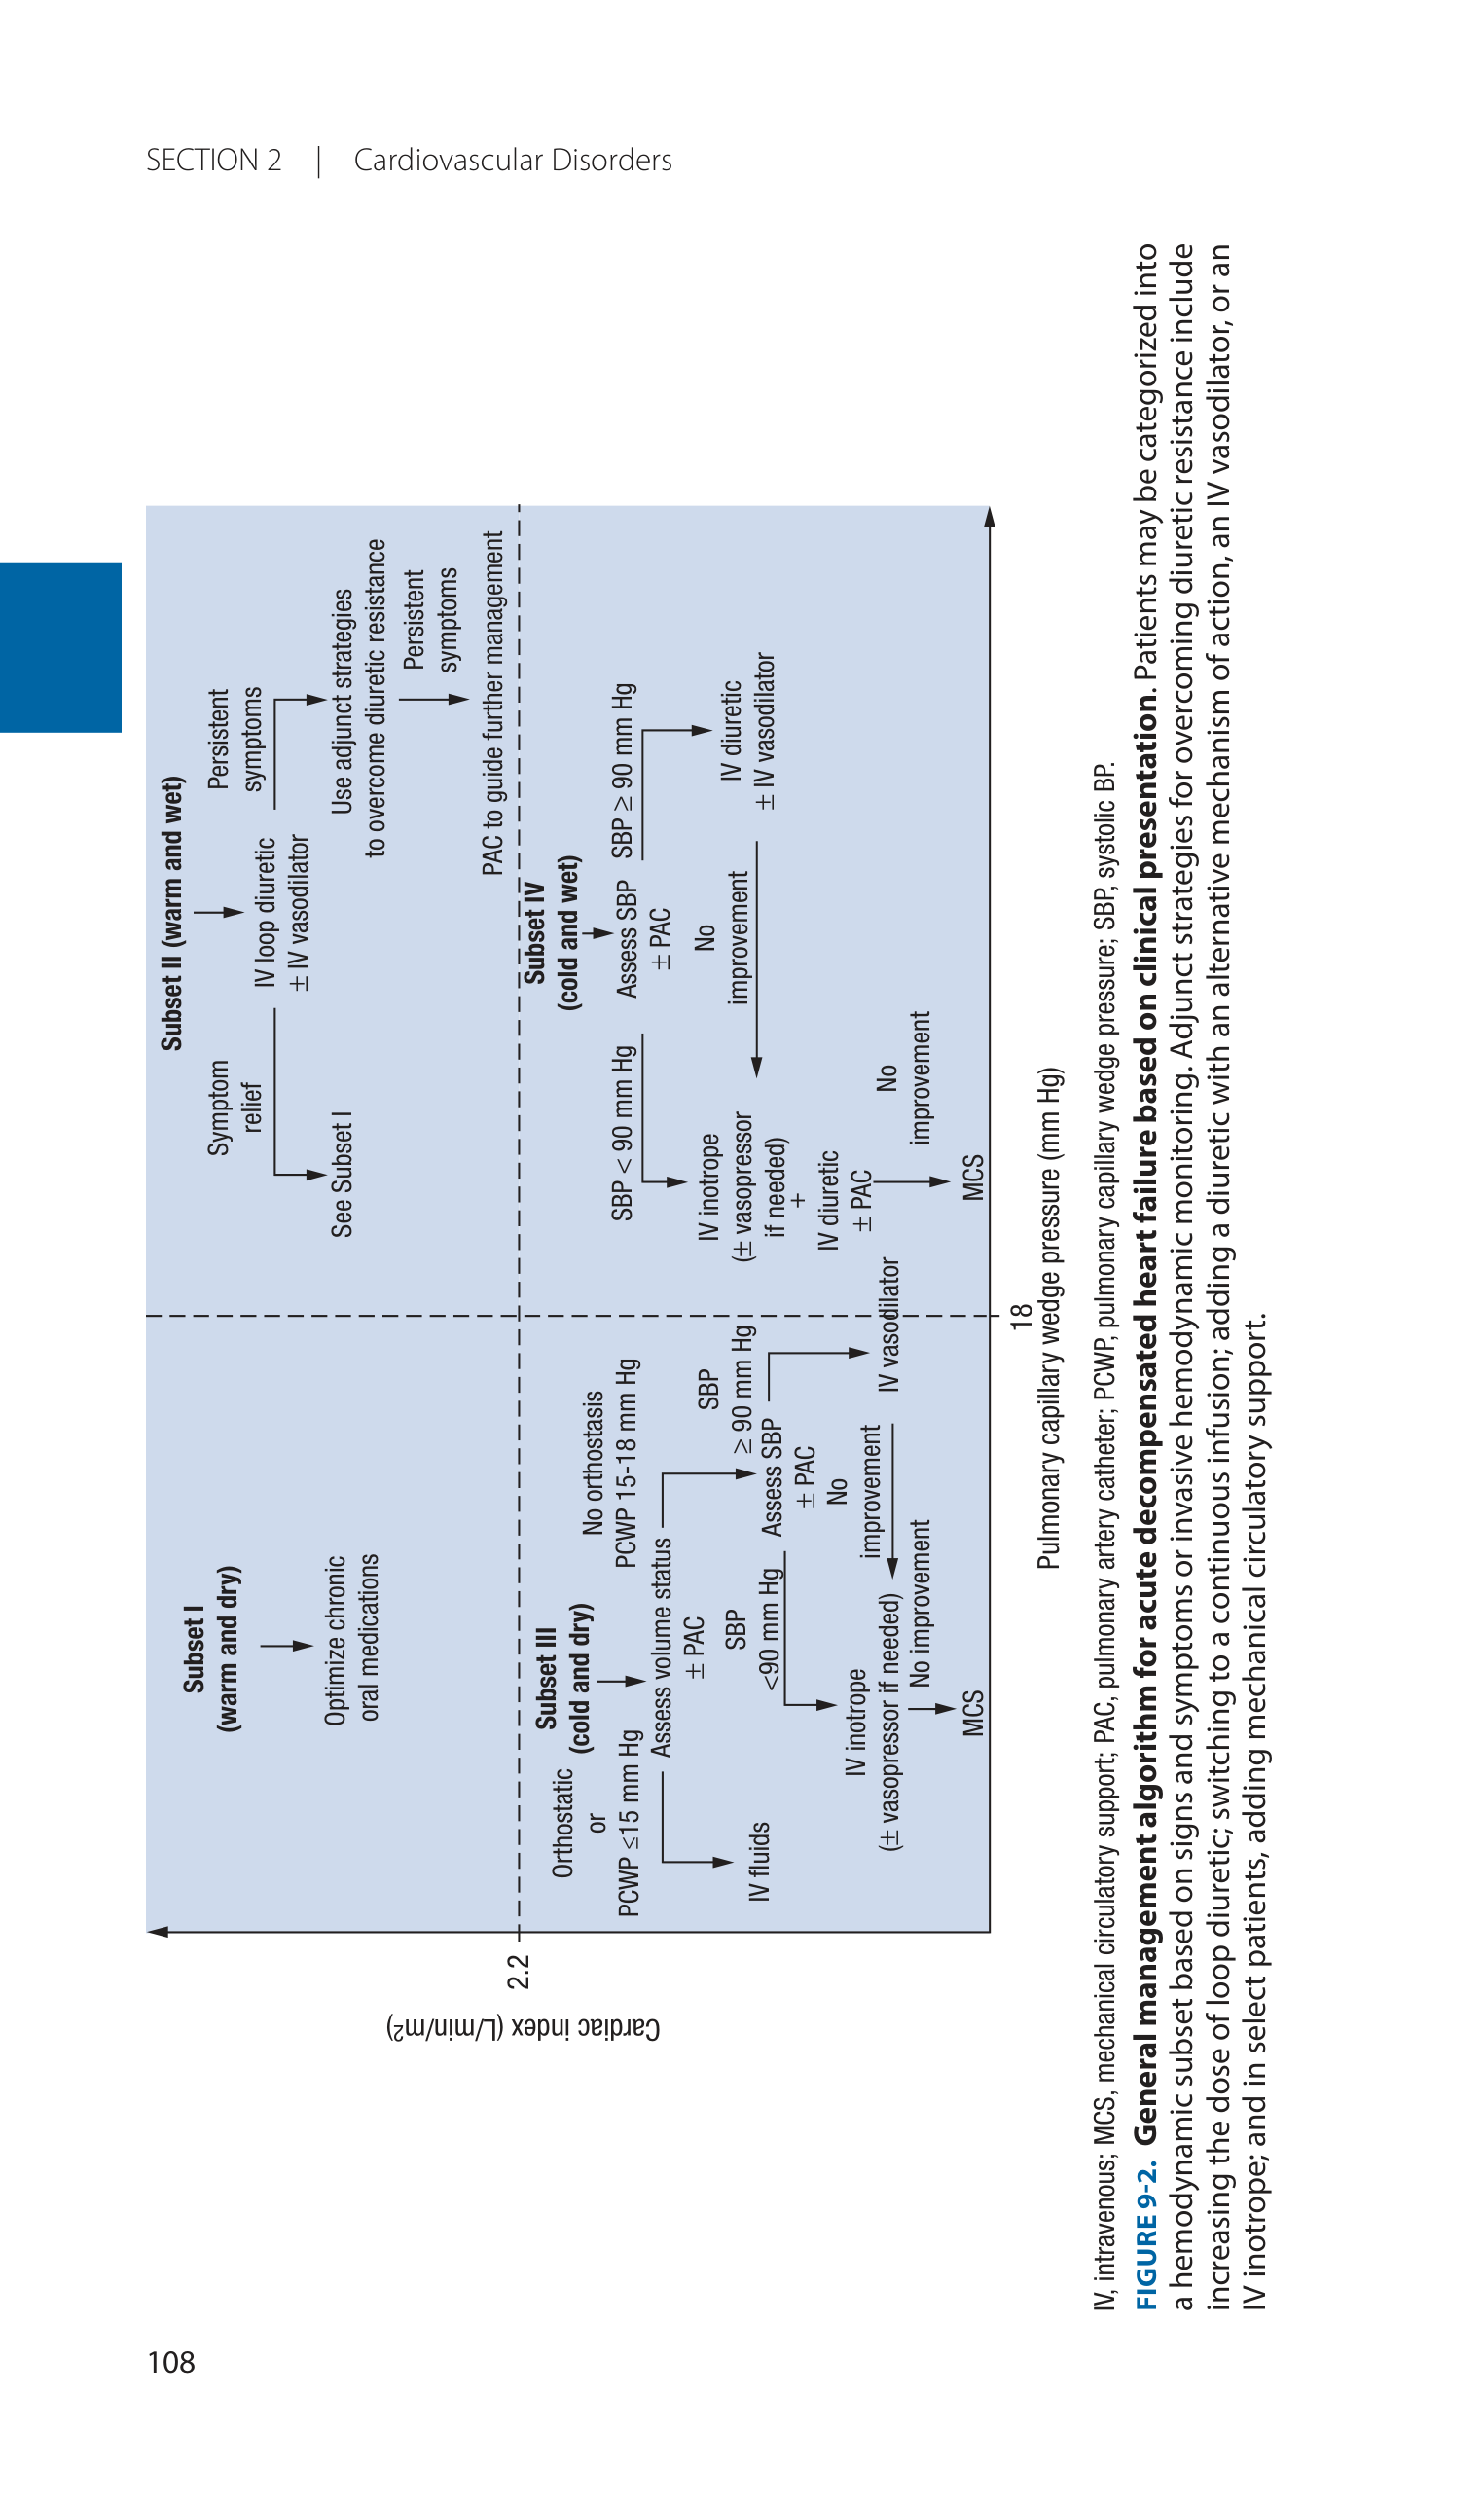 SECTION 2 | Cardiovascular Disorders
Subset I
(warm and dry)
Optimize chronic
oral medications
Subset II (warm and wet)
Symptom
relief
Persistent
symptoms
IV loop diuretic
± IV vasodilator
See Subset I
Use adjunct strategies
to overcome diuretic resistance
Persistent
symptoms
PAC to guide further management
Cardiac index (L/min/m²)
2.2
Subset III
(cold and dry)
Orthostatic
or
PCWP ≤15 mm Hg
No orthostasis
PCWP 15-18 mm Hg
Assess volume status
± PAC
IV fluids
SBP
≥ 90 mm Hg
SBP
<90 mm Hg
Assess SBP
± PAC
No
improvement
IV inotrope
(± vasopressor if needed)
IV vasodilator
No improvement
MCS
Subset IV
(cold and wet)
SBP < 90 mm Hg
Assess SBP
± PAC
SBP ≥ 90 mm Hg
No
improvement
IV diuretic
± IV vasodilator
IV inotrope
(± vasopressor
if needed)
+
IV diuretic
± PAC
No
improvement
MCS
18
Pulmonary capillary wedge pressure (mm Hg)
IV, intravenous; MCS, mechanical circulatory support; PAC, pulmonary artery catheter; PCWP, pulmonary capillary wedge pressure; SBP, systolic BP.
FIGURE 9-2. General management algorithm for acute decompensated heart failure based on clinical presentation. Patients may be categorized into
a hemodynamic subset based on signs and symptoms or invasive hemodynamic monitoring. Adjunct strategies for overcoming diuretic resistance include
increasing the dose of loop diuretic; switching to a continuous infusion; adding a diuretic with an alternative mechanism of action, an IV vasodilator, or an
IV inotrope; and in select patients, adding mechanical circulatory support.
108